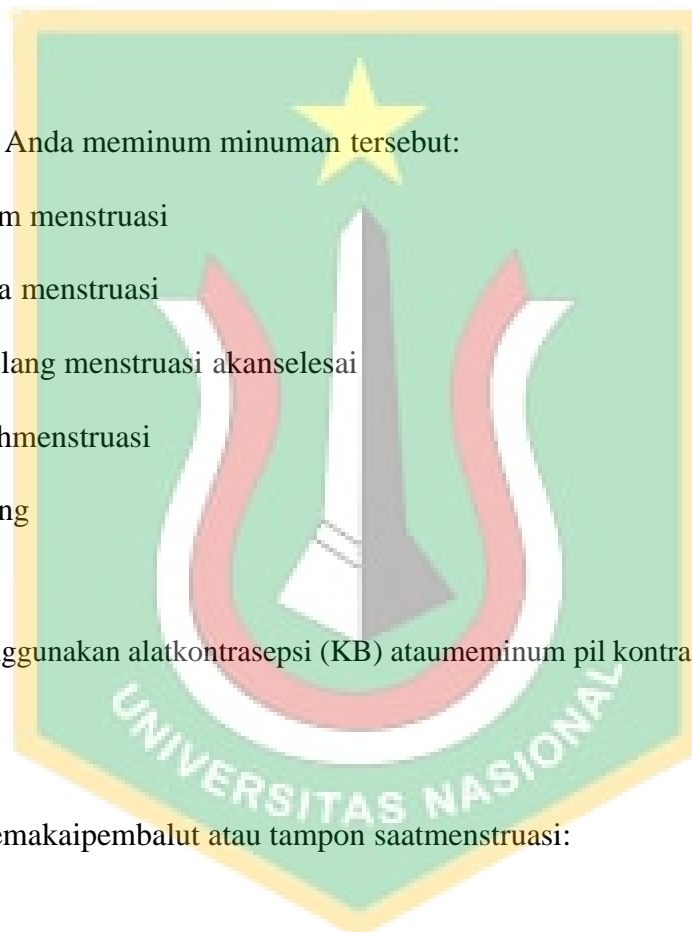 Anda meminum minuman tersebut:
m menstruasi
a menstruasi
lang menstruasi akanselesai
hmenstruasi
ng
ggunakan alatkontrasepsi (KB) ataumeminum pil kontra
UNIVERSITAS NASIONAL
emakaipembalut atau tampon saatmenstruasi: